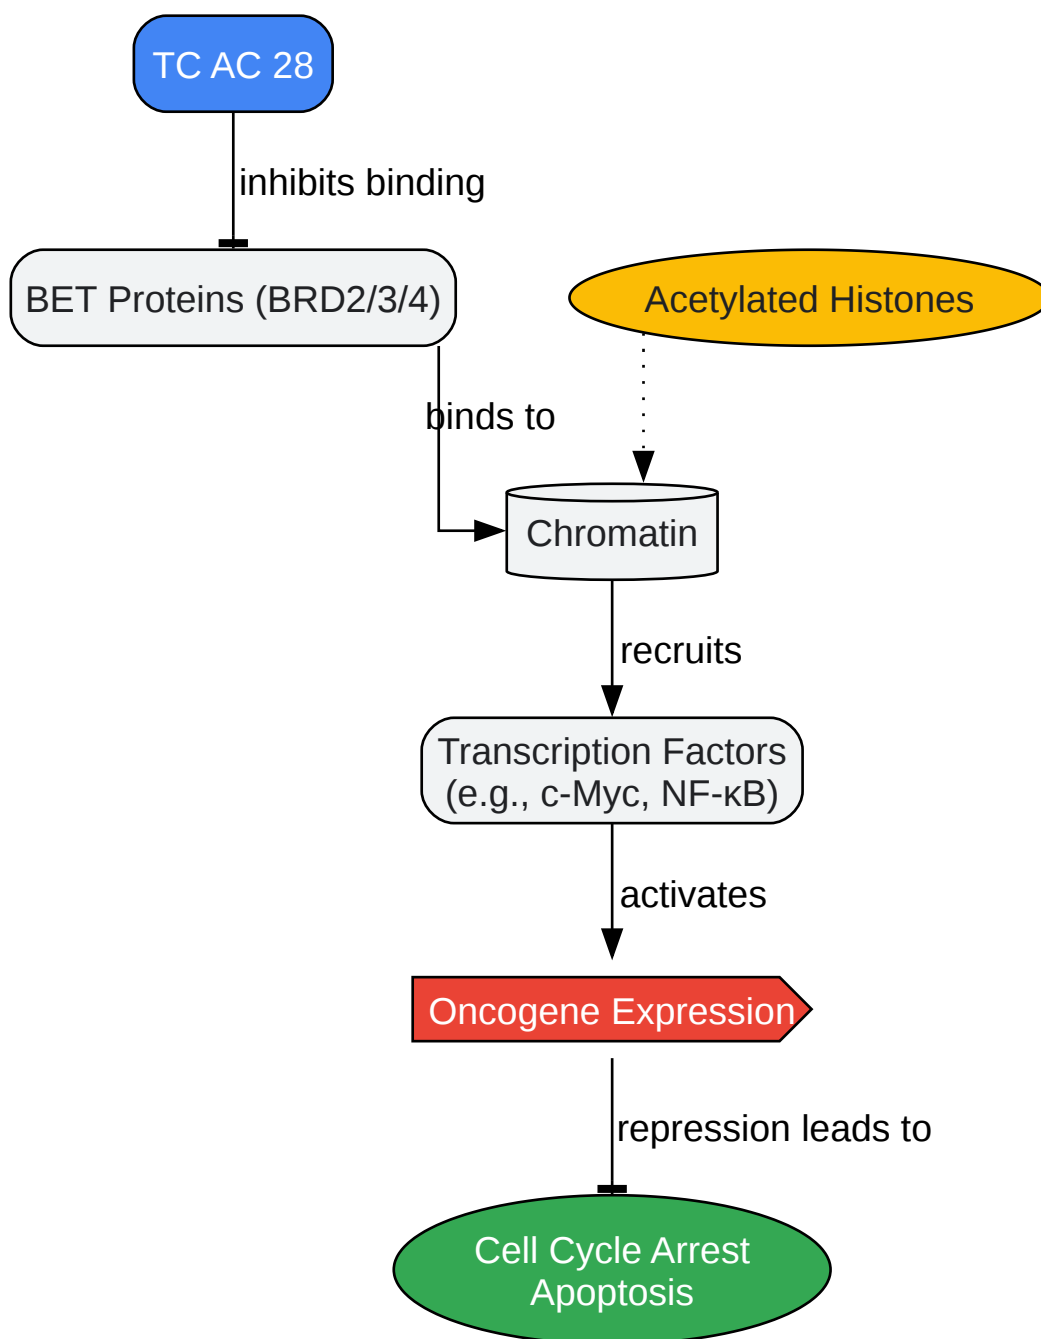 TC AC 28
inhibits binding
BET Proteins (BRD2/3/4)
Acetylated Histones
binds to
Chromatin
recruits
Transcription Factors
(e.g., c-Myc, NF-κB)
activates
Oncogene Expression
repression leads to
Cell Cycle Arrest
Apoptosis